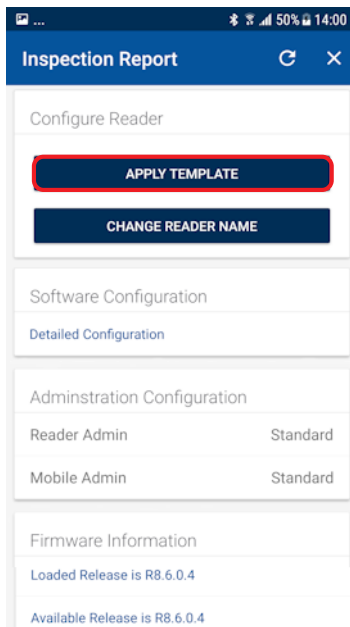 ... 50% 14:00
Inspection Report
Configure Reader
APPLY TEMPLATE
CHANGE READER NAME
Software Configuration
Detailed Configuration
Adminstration Configuration
Reader Admin Standard
Mobile Admin Standard
Firmware Information
Loaded Release is R8.6.0.4
Available Release is R8.6.0.4